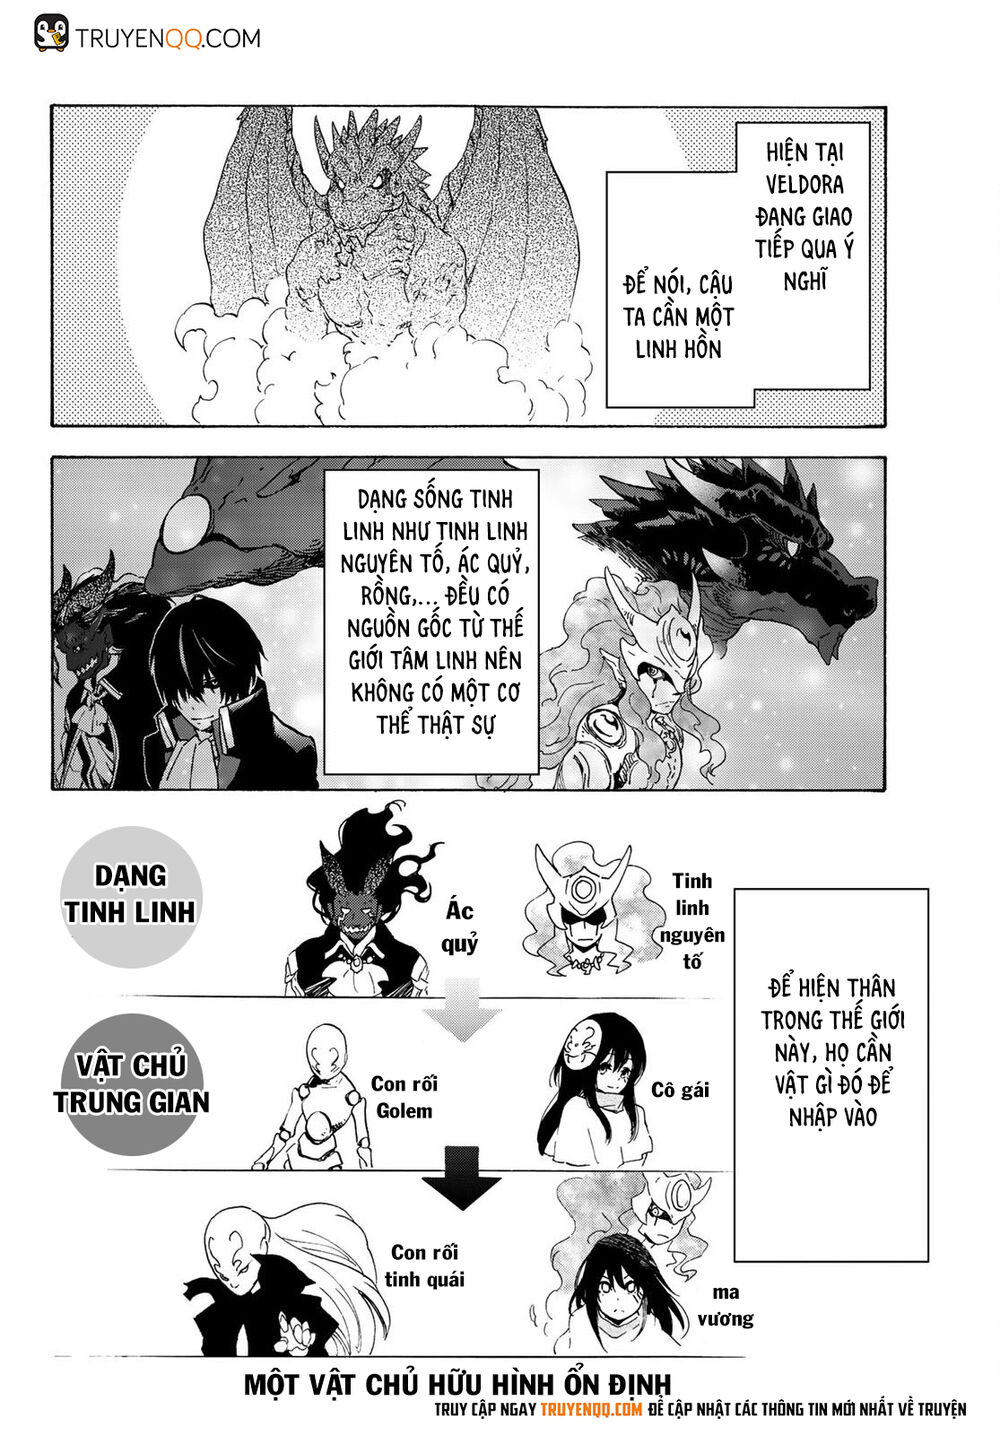 TRUYENQQ.COM
HIỆN TẠI
VELDORA
ĐANG GIAO
TIẾP QUA Ý
NGHĨ
ĐỂ NÓI, CẬU
TA CẦN MỘT
LINH HỒN
DẠNG SỐNG TINH
LINH NHƯ TINH LINH
NGUYÊN TỐ, ÁC QUỶ,
RỒNG,... ĐỀU CÓ
NGUỒN GỐC TỪ THẾ
GIỚI TÂM LINH NÊN
KHÔNG CÓ MỘT CƠ
THỂ THẬT SỰ
DẠNG
TINH LINH
Ác
quỷ
Tinh
linh
nguyên
tố
ĐỂ HIỆN THÂN
TRONG THẾ GIỚI
NÀY, HỌ CẦN
VẬT GÌ ĐÓ ĐỂ
NHẬP VÀO
VẬT CHỦ
TRUNG GIAN
Con rối
Golem
Cô gái
Con rối
tinh quái
ma
vương
MỘT VẬT CHỦ HỮU HÌNH ỔN ĐỊNH
TRUY CẬP NGAY TRUYENQQ.COM ĐỂ CẬP NHẬT CÁC THÔNG TIN MỚI NHẤT VỀ TRUYỆN